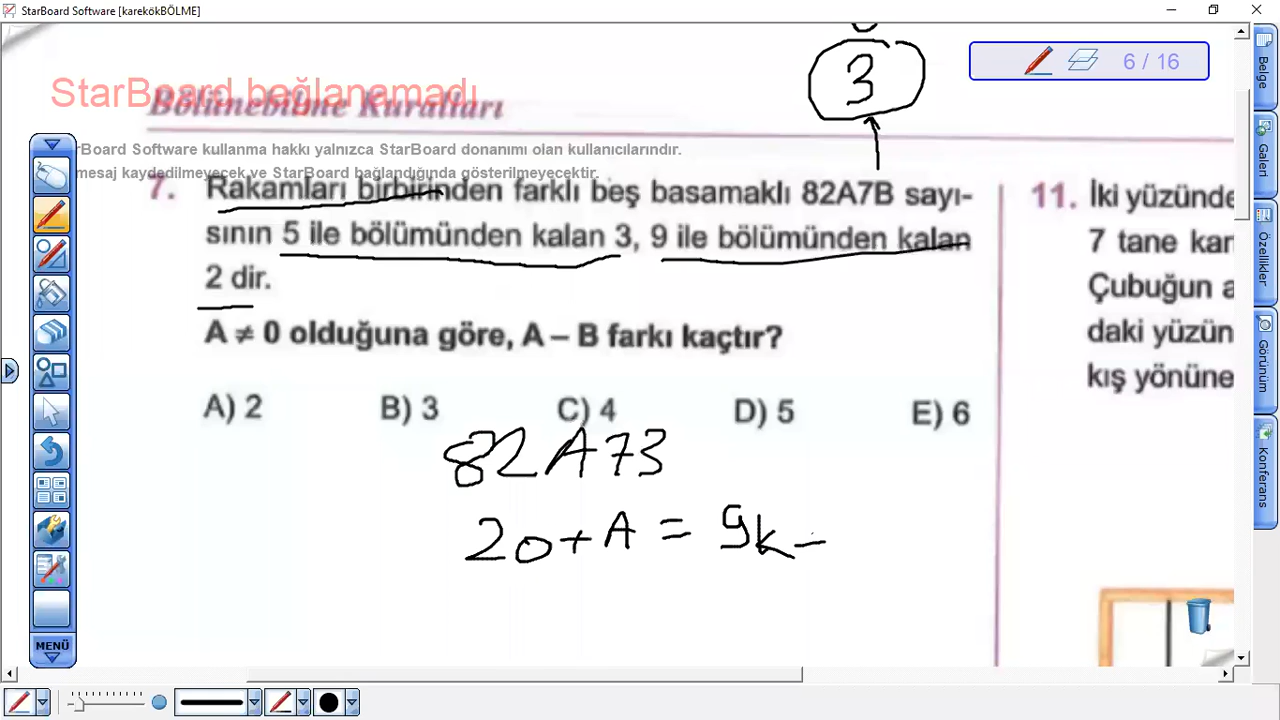 StarBoard Software [karekökBÖLME]
3
6 / 16
StarBoard bağlanamadı
Bölünebilme Kuralları
rBoard Software kullanma hakkı yalnızca StarBoard donanımı olan kullanıcılarındır.
mesaj kaydedilmeyecek ve StarBoard bağlandığında gösterilmeyecektir.
7. Rakamları birbirinden farklı beş basamaklı 82A7B sayı-
sının 5 ile bölümünden kalan 3, 9 ile bölümünden kalan
2 dir.
A ≠ 0 olduğuna göre, A – B farkı kaçtır?
A) 2 B) 3 C) 4 D) 5 E) 6
82A73
20+A = 9k-
11. İki yüzünde
7 tane kar
Çubuğun a
daki yüzün
kış yönüne
MENÜ
Belge
Galeri
Özellikler
Görünüm
Konferans